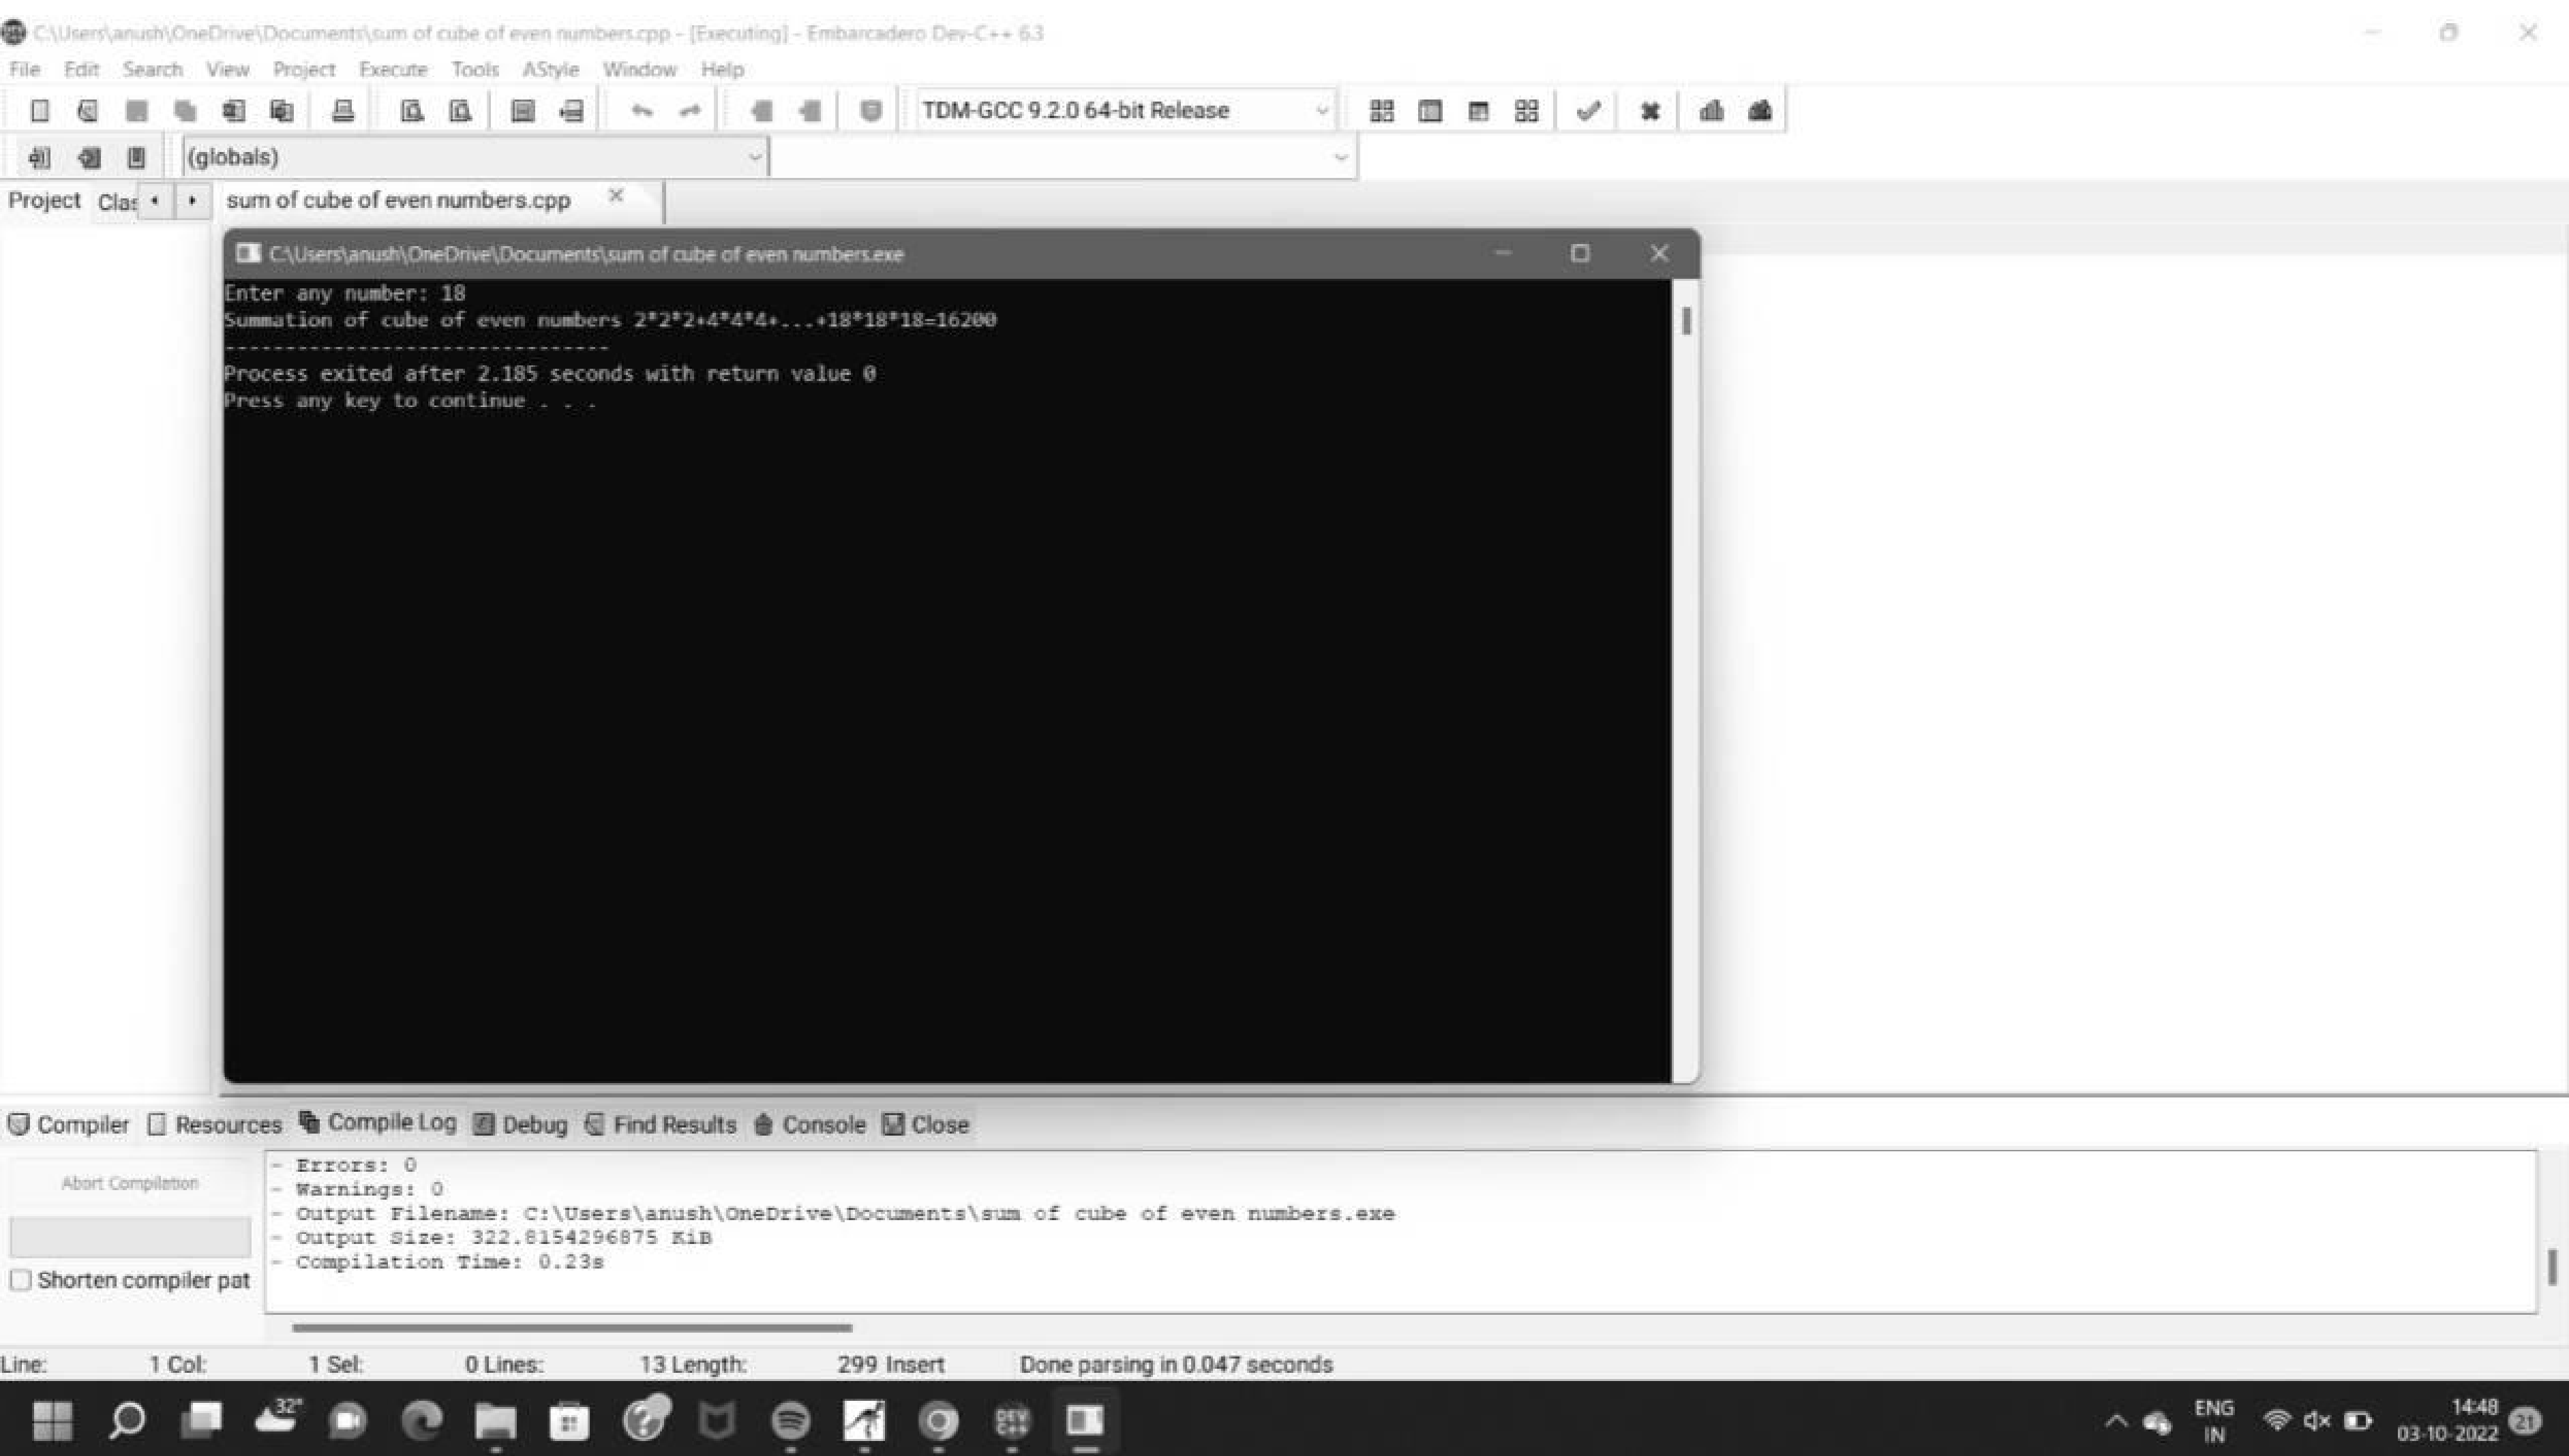 C:\Users\anush\OneDrive\Documents\sum of cube of even numbers.cpp - [Executing] - Embarcadero Dev-C++ 6.3
File Edit Search View Project Execute Tools AStyle Window Help
TDM-GCC 9.2.0 64-bit Release
(globals)
Project Clas sum of cube of even numbers.cpp
C:\Users\anush\OneDrive\Documents\sum of cube of even numbers.exe
Enter any number: 18
Summation of cube of even numbers 2*2*2+4*4*4+...+18*18*18=16200
--------------------------------
Process exited after 2.185 seconds with return value 0
Press any key to continue . . .
Compiler Resources Compile Log Debug Find Results Console Close
Abort Compilation
- Errors: 0
- Warnings: 0
- Output Filename: C:\Users\anush\OneDrive\Documents\sum of cube of even numbers.exe
- Output Size: 322.8154296875 KiB
- Compilation Time: 0.23s
Shorten compiler pat
Line: 1 Col: 1 Sel: 0 Lines: 13 Length: 299 Insert Done parsing in 0.047 seconds
32°
DEV C++
ENG
IN
14:48
03-10-2022
21